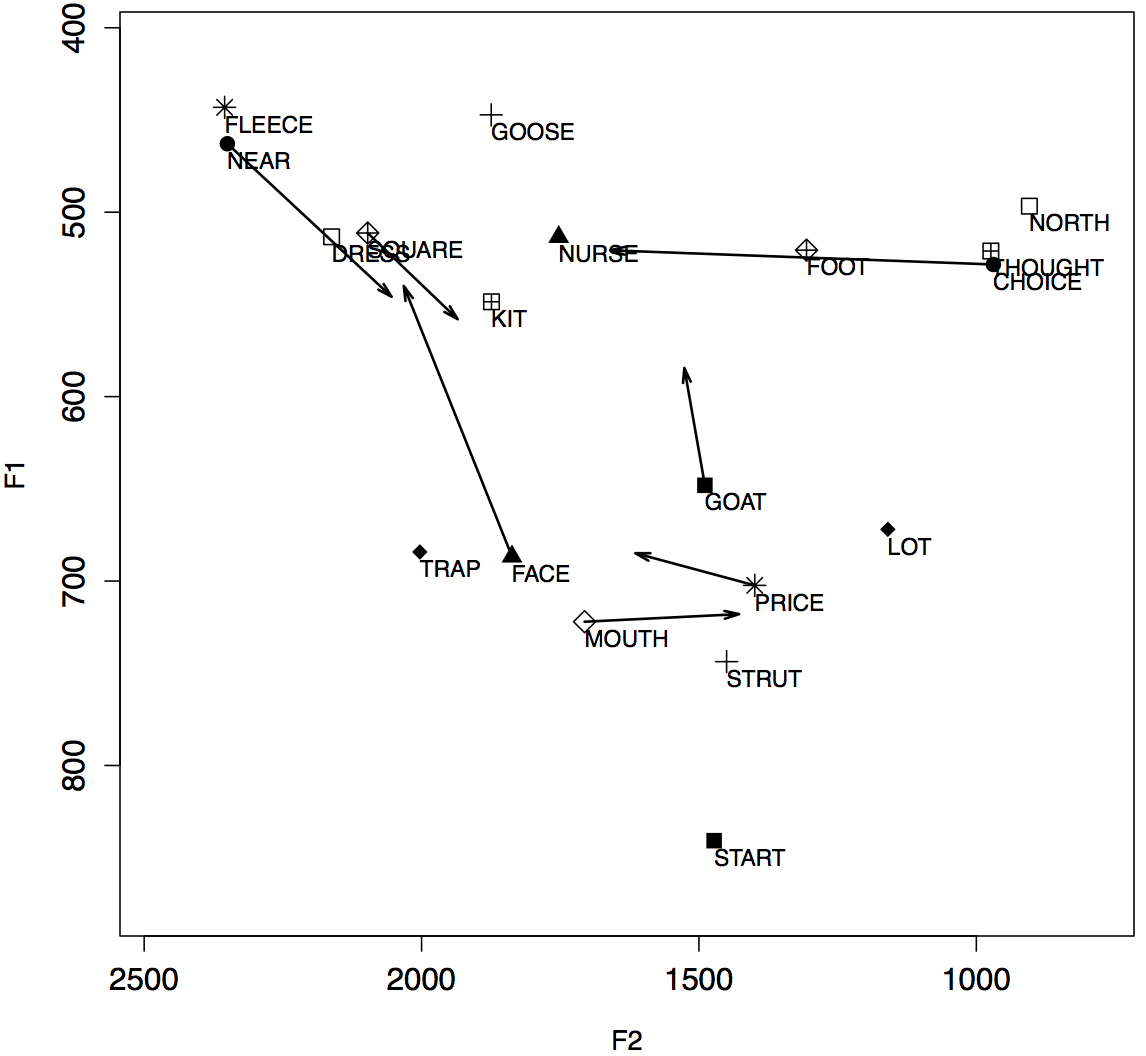 400
FLEECE
GOOSE
NEAR
500
NORTH
DRESS
SQUARE
NURSE
FOOT
THOUGHT
CHOICE
KIT
600
F1
GOAT
LOT
TRAP
FACE
700
PRICE
MOUTH
STRUT
800
START
2500 2000 1500 1000
F2